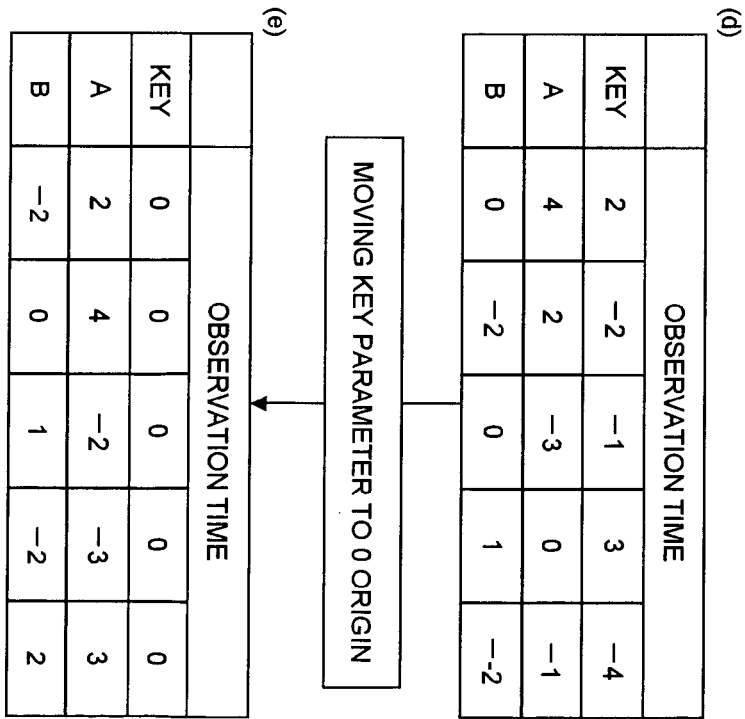 (d)
OBSERVATION TIME
KEY 2 −2 −1 3 −4
A 4 2 −3 0 −1
B 0 −2 0 1 −-2
MOVING KEY PARAMETER TO 0 ORIGIN
(e)
OBSERVATION TIME
KEY 0 0 0 0 0
A 2 4 −2 −3 3
B −2 0 1 −2 2